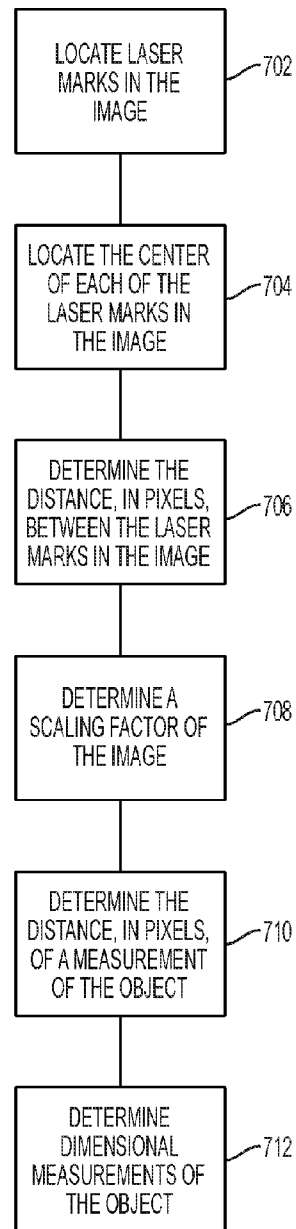 LOCATE LASER
MARKS IN THE
IMAGE
702
LOCATE THE CENTER
OF EACH OF THE
LASER MARKS IN
THE IMAGE
704
DETERMINE THE
DISTANCE, IN PIXELS,
BETWEEN THE LASER
MARKS IN THE IMAGE
706
DETERMINE A
SCALING FACTOR OF
THE IMAGE
708
DETERMINE THE
DISTANCE, IN PIXELS,
OF A MEASUREMENT
OF THE OBJECT
710
DETERMINE
DIMENSIONAL
MEASUREMENTS OF
THE OBJECT
712